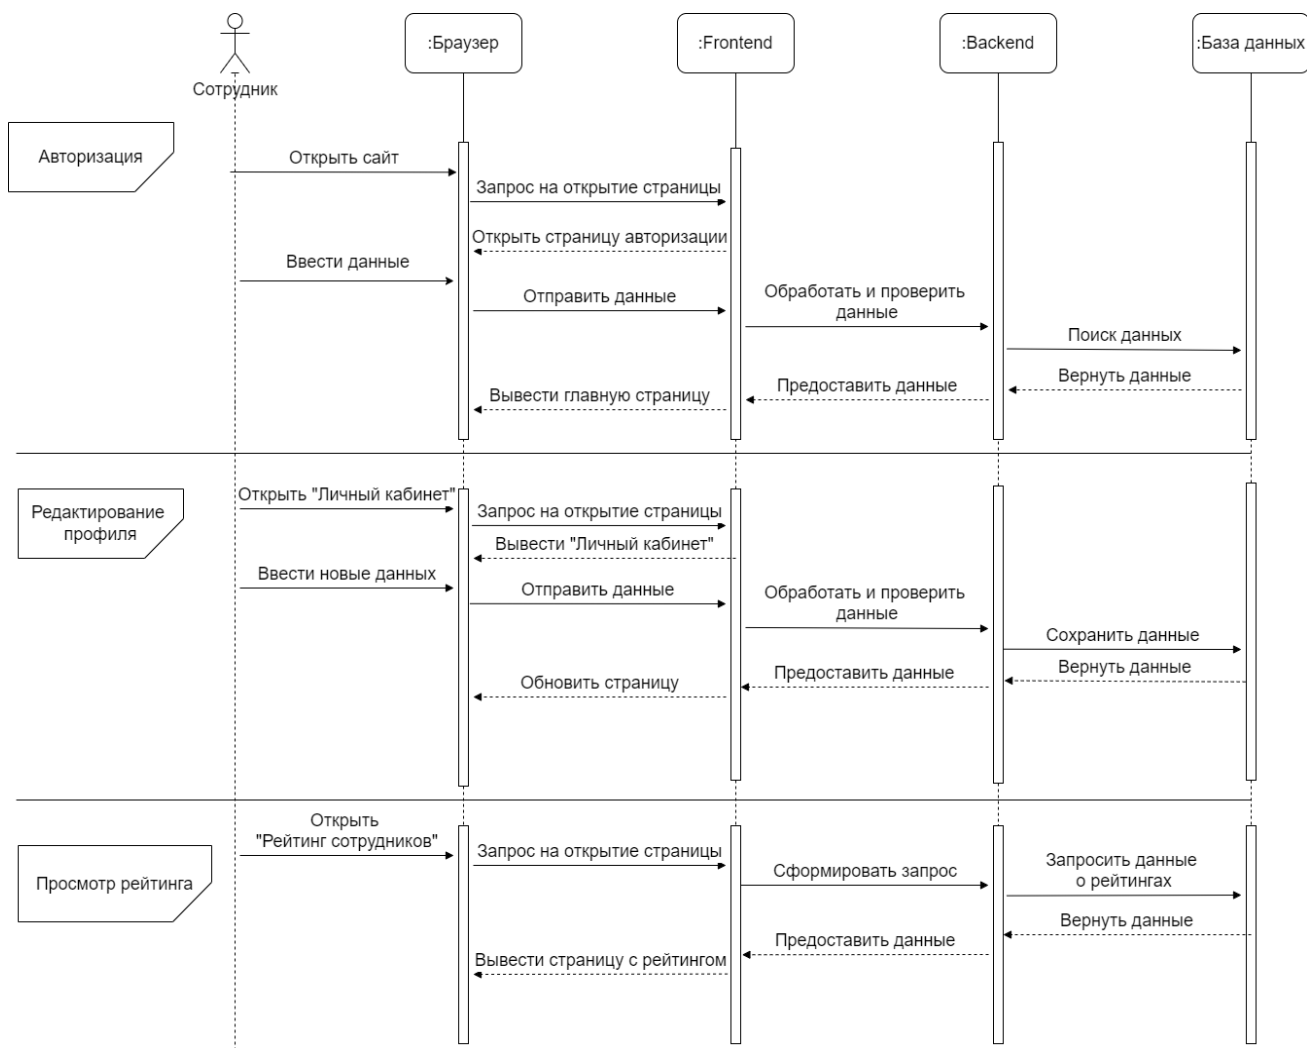 :Браузер
:Frontend
:Backend
:База данных
Сотрудник
Авторизация
Открыть сайт
Запрос на открытие страницы
Открыть страницу авторизации
Ввести данные
Отправить данные
Обработать и проверить
данные
Поиск данных
Вернуть данные
Предоставить данные
Вывести главную страницу
Редактирование
профиля
Открыть "Личный кабинет"
Запрос на открытие страницы
Вывести "Личный кабинет"
Ввести новые данных
Отправить данные
Обработать и проверить
данные
Сохранить данные
Вернуть данные
Предоставить данные
Обновить страницу
Просмотр рейтинга
Открыть
"Рейтинг сотрудников"
Запрос на открытие страницы
Сформировать запрос
Запросить данные
о рейтингах
Вернуть данные
Предоставить данные
Вывести страницу с рейтингом